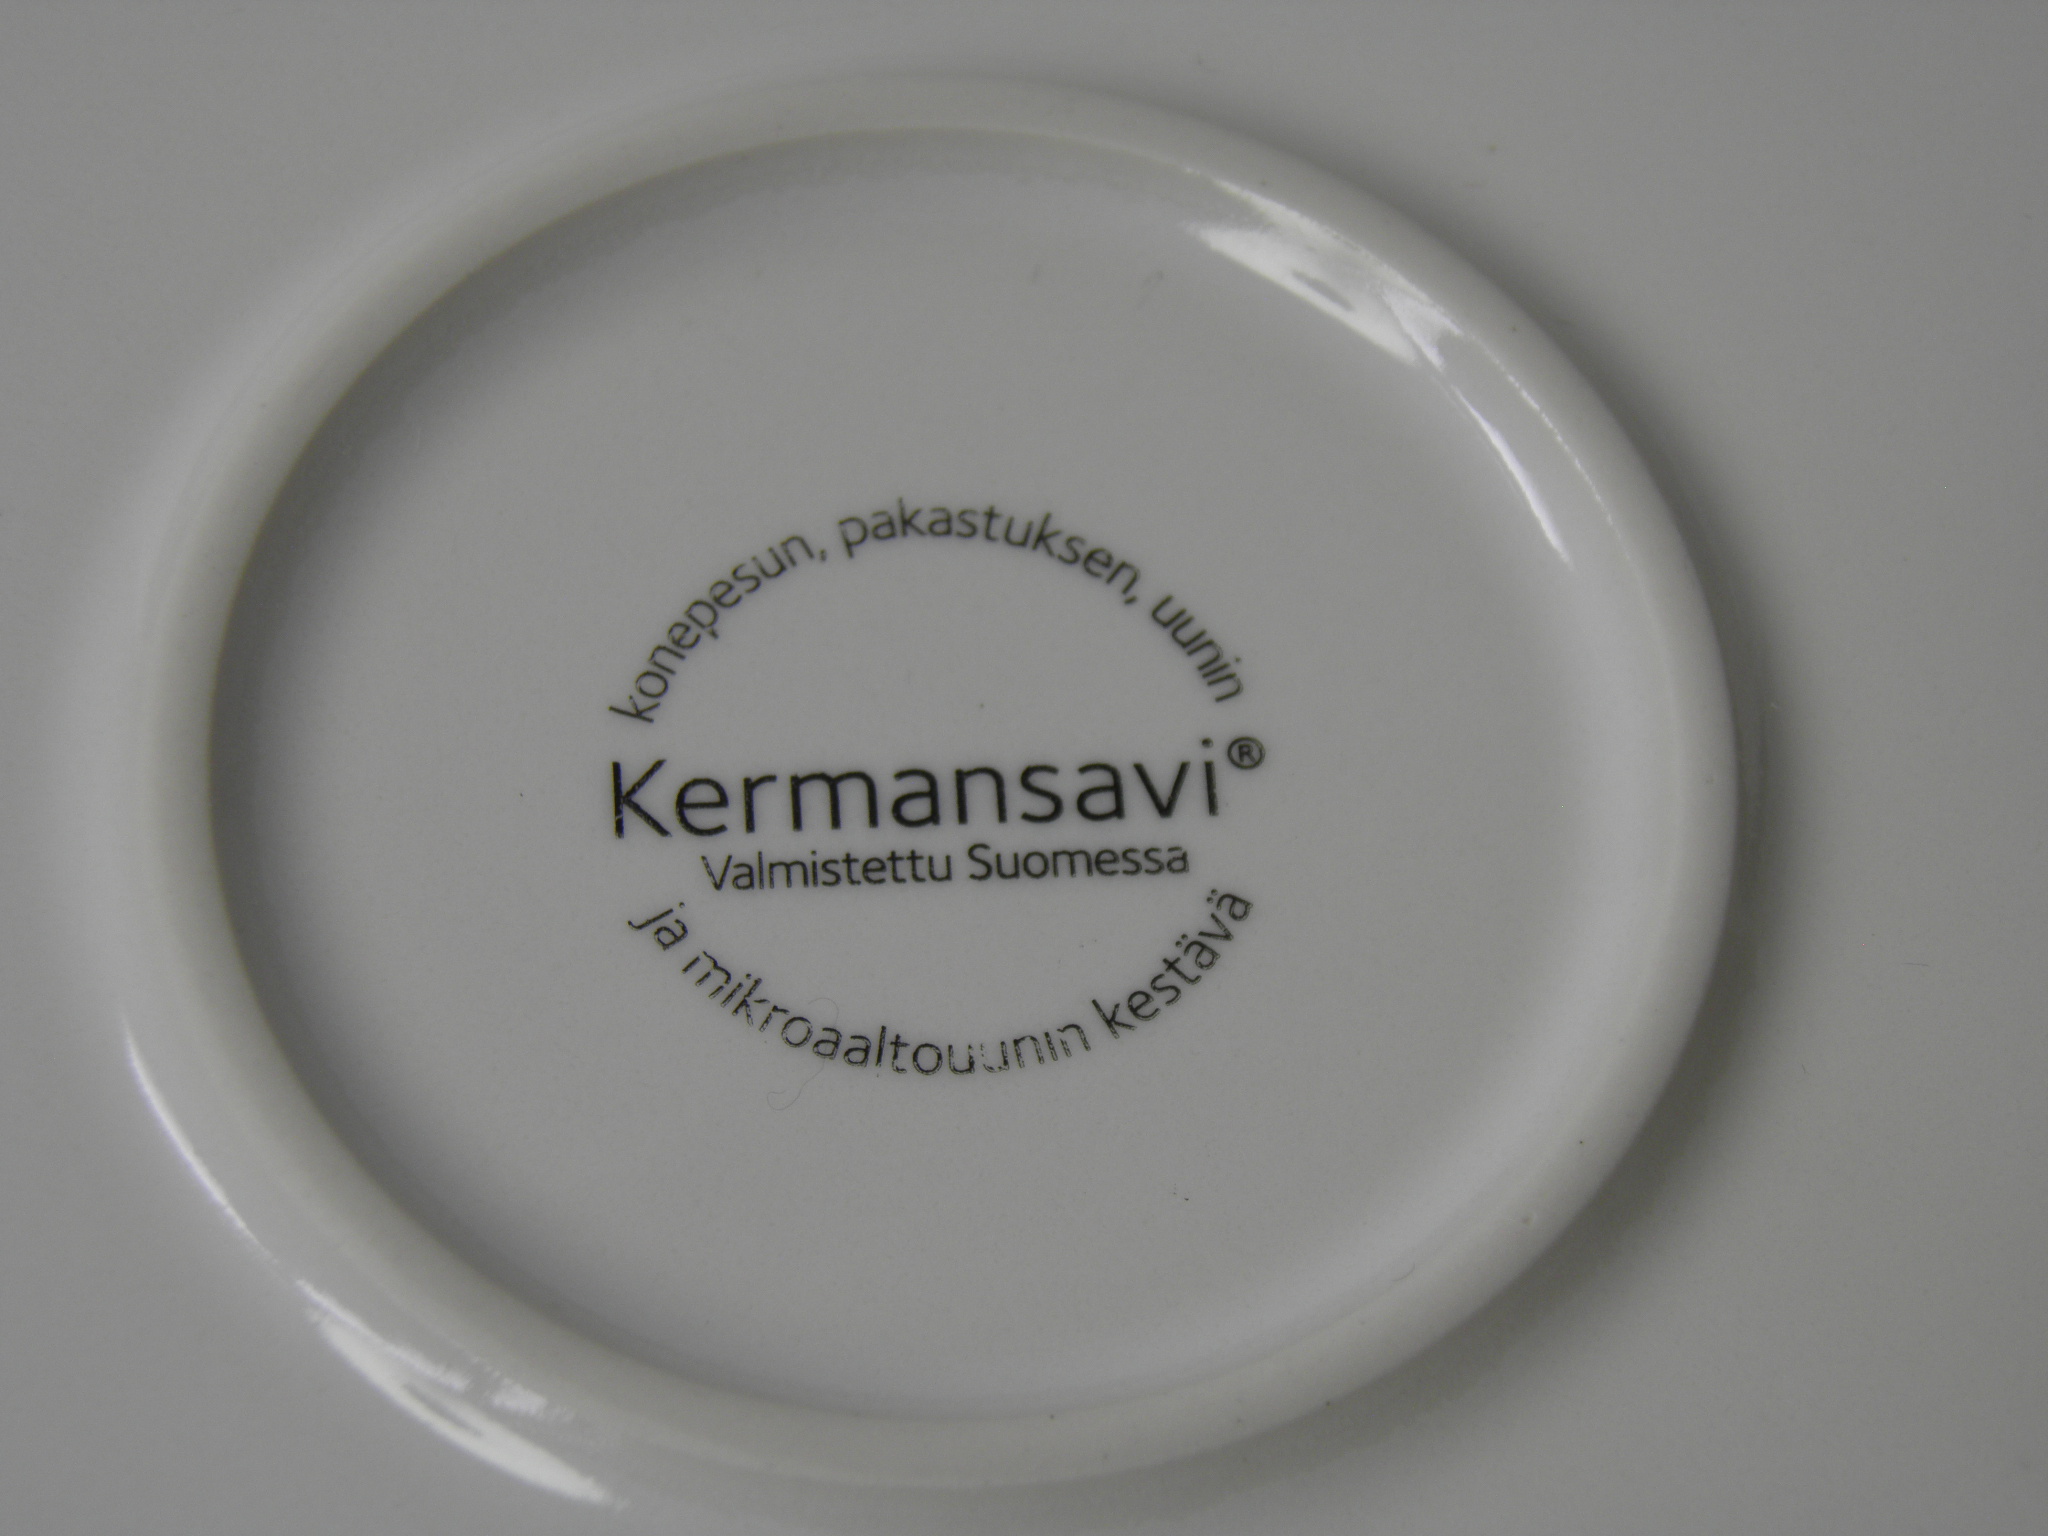 konepesun, pakastuksen, uunin
Kermansavi®
Valmistettu Suomessa
ja mikroaaltouunin kestävä